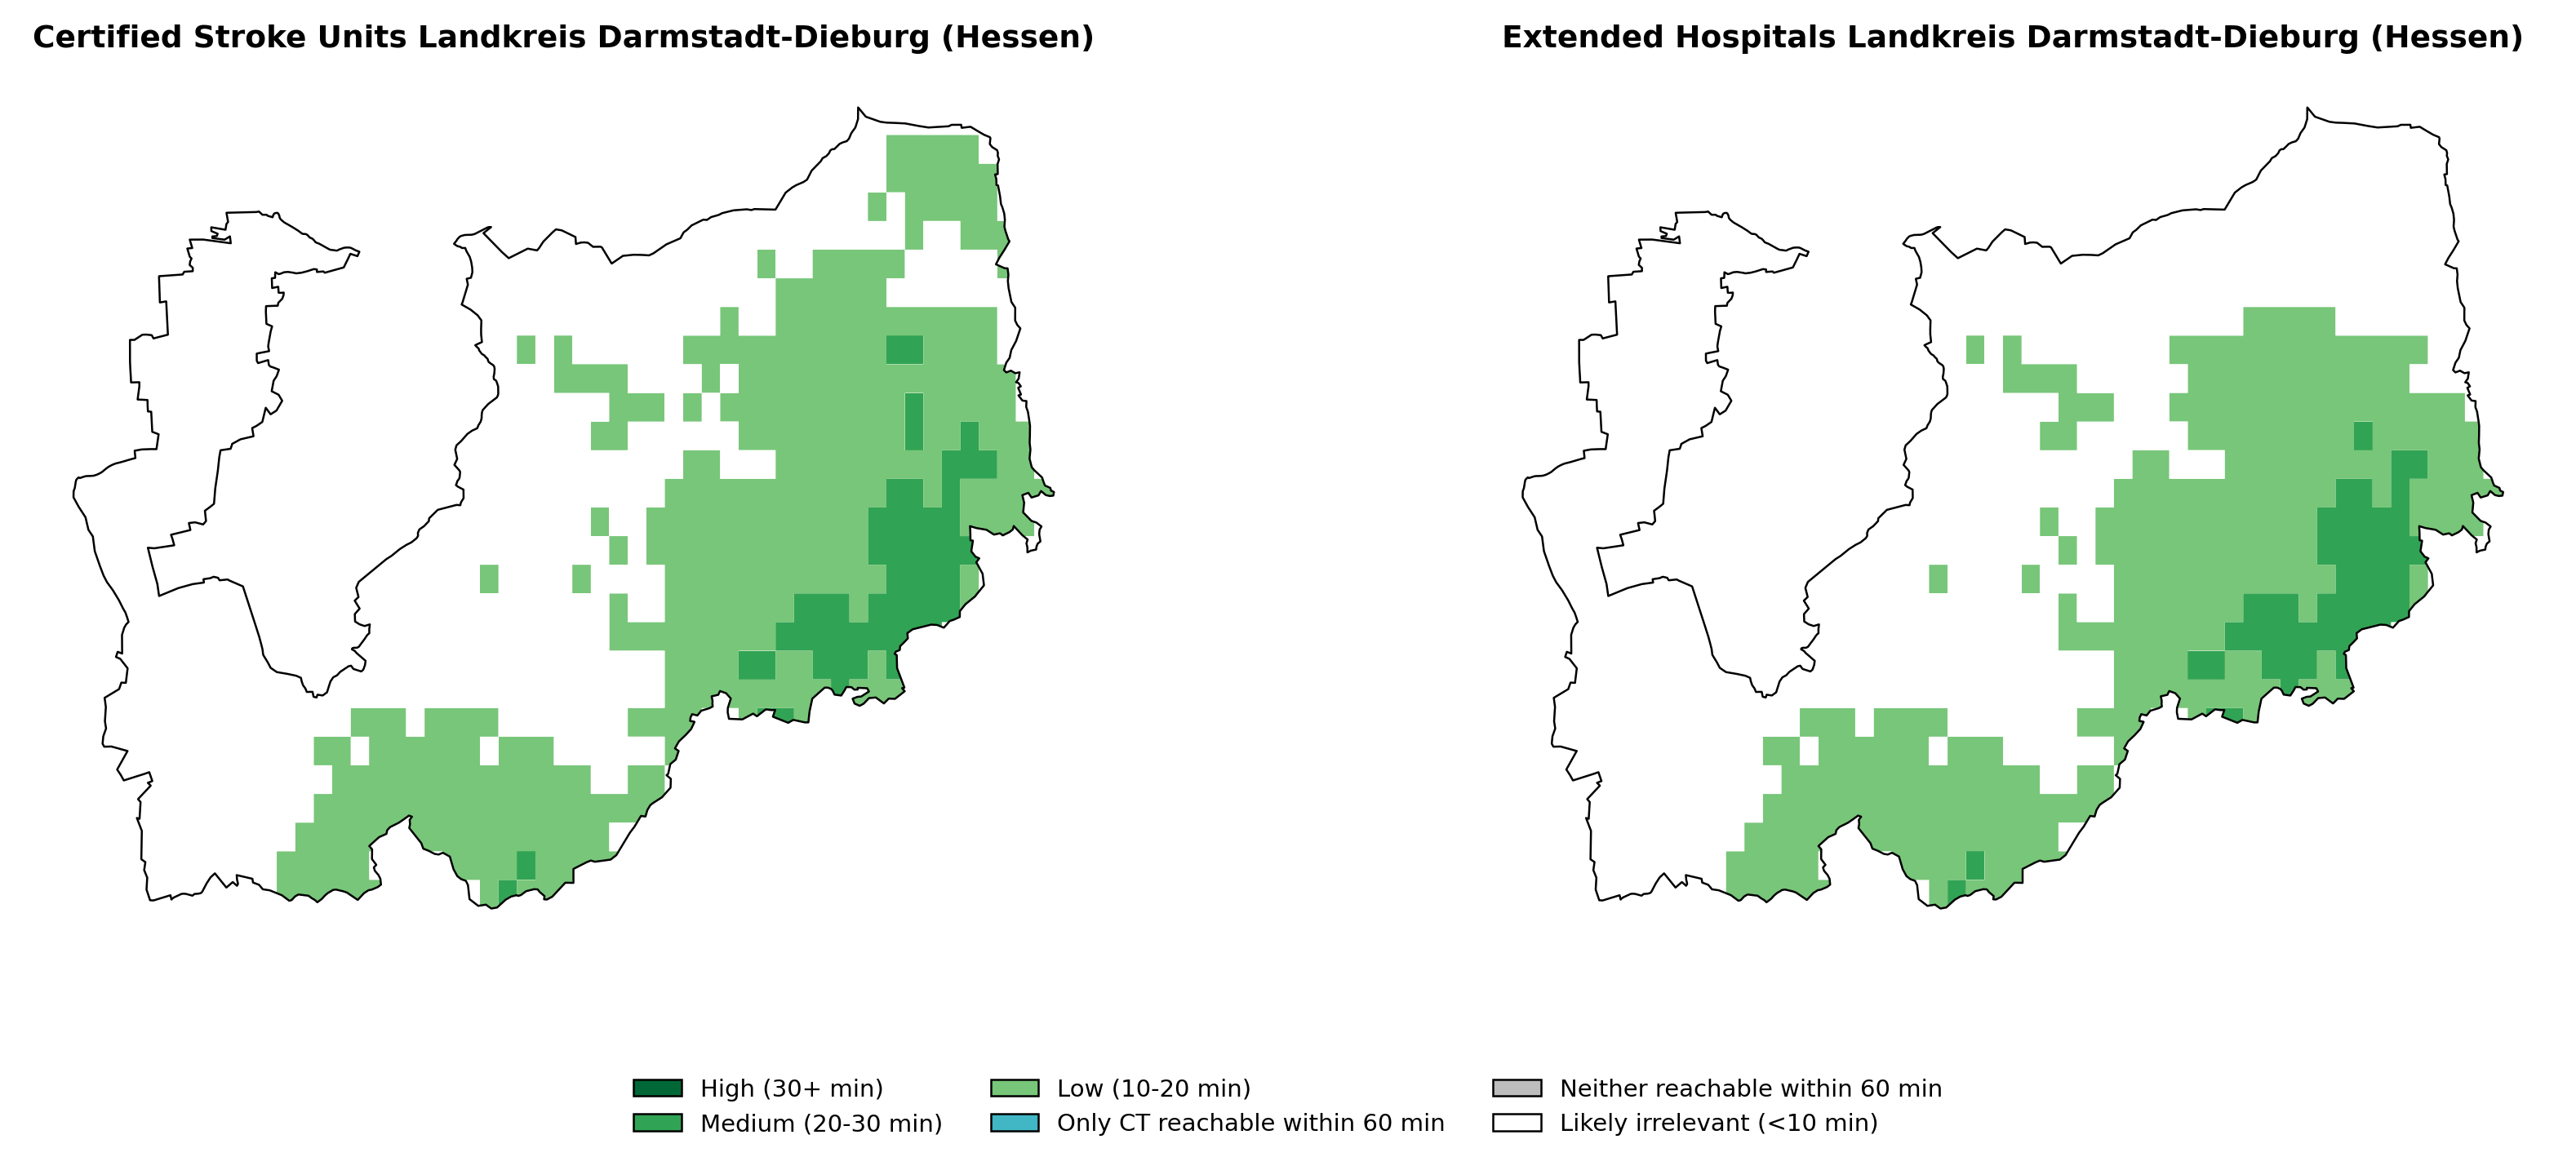 Certified Stroke Units Landkreis Darmstadt-Dieburg (Hessen)
Extended Hospitals Landkreis Darmstadt-Dieburg (Hessen)
High (30+ min)
Medium (20-30 min)
Low (10-20 min)
Only CT reachable within 60 min
Neither reachable within 60 min
Likely irrelevant (<10 min)